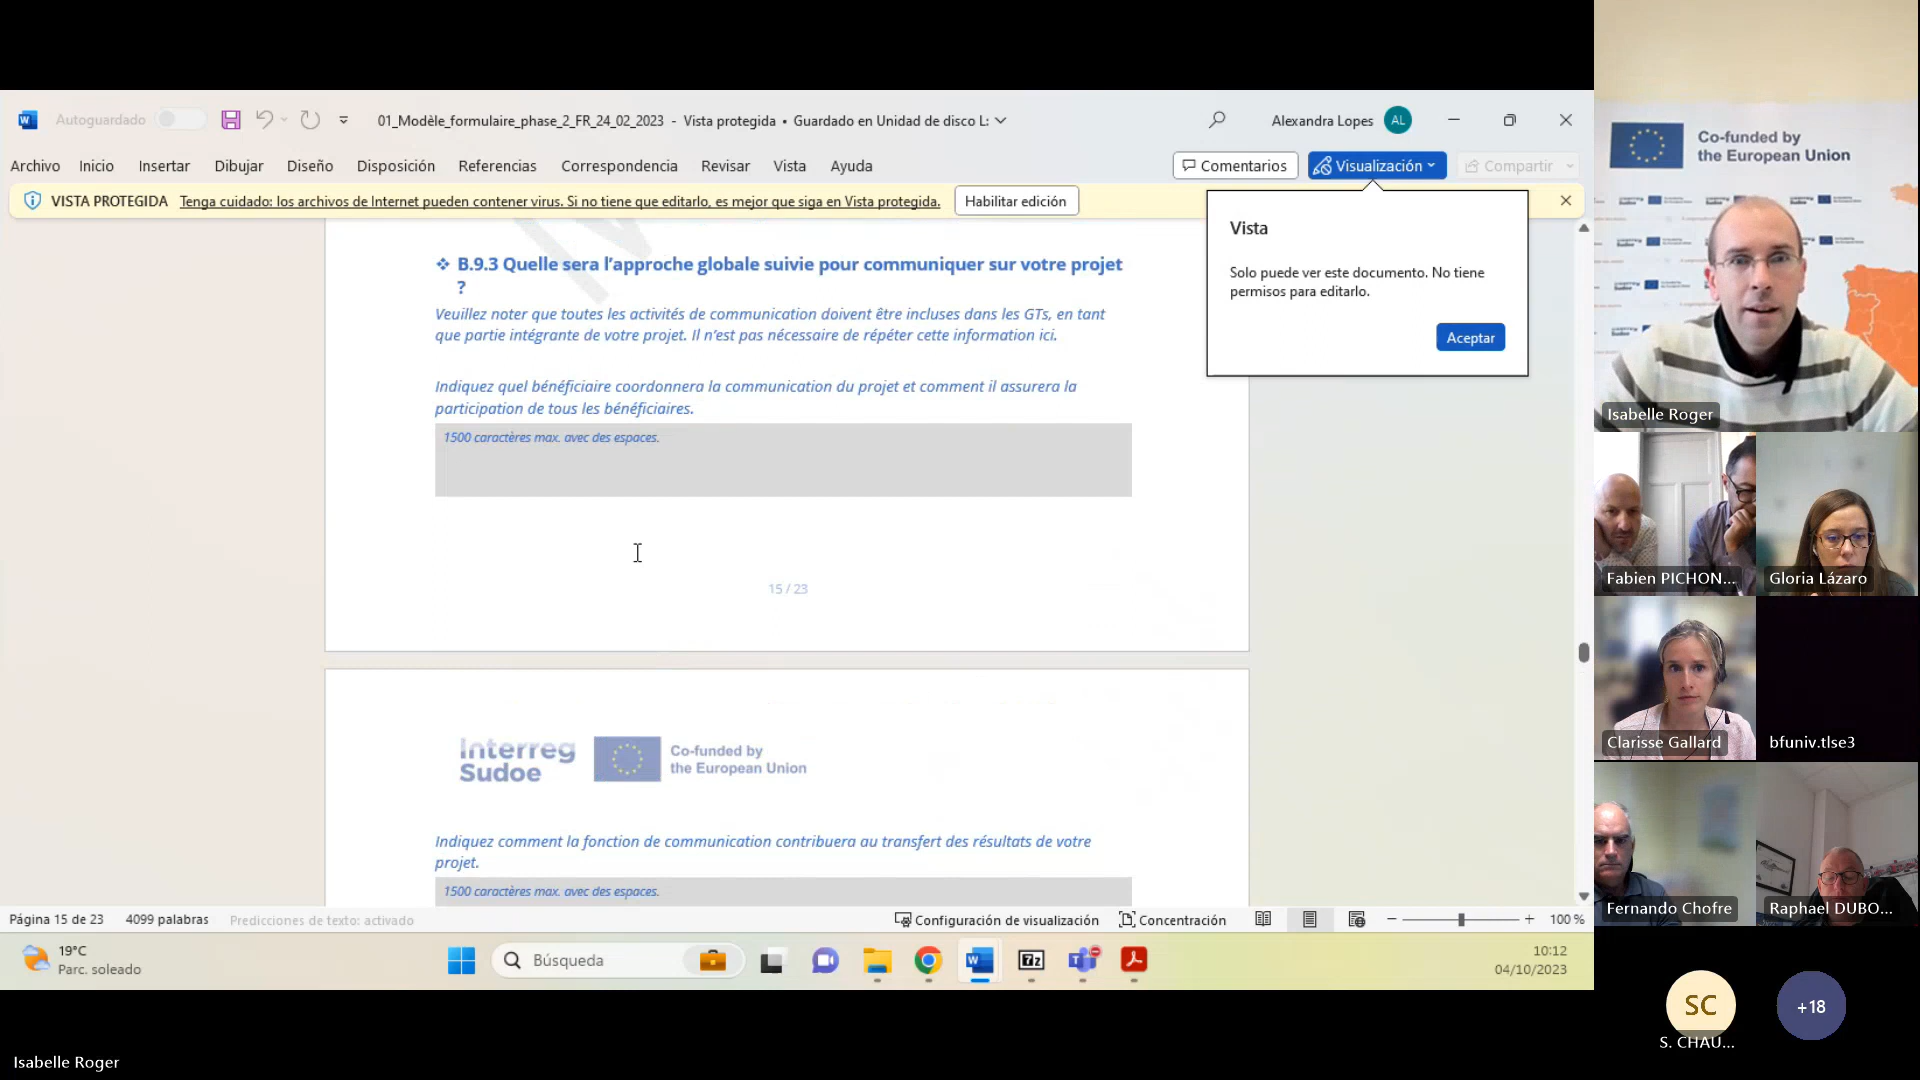 Autoguardado
01_Modèle_formulaire_phase_2_FR_24_02_2023 - Vista protegida • Guardado en Unidad de disco L:
Alexandra Lopes AL
Archivo Inicio Insertar Dibujar Diseño Disposición Referencias Correspondencia Revisar Vista Ayuda
Comentarios Visualización Compartir
VISTA PROTEGIDA Tenga cuidado: los archivos de Internet pueden contener virus. Si no tiene que editarlo, es mejor que siga en Vista protegida. Habilitar edición
Vista
Solo puede ver este documento. No tiene
permisos para editarlo.
Aceptar
❖ B.9.3 Quelle sera l’approche globale suivie pour communiquer sur votre projet
?
Veuillez noter que toutes les activités de communication doivent être incluses dans les GTs, en tant
que partie intégrante de votre projet. Il n’est pas nécessaire de répéter cette information ici.
Indiquez quel bénéficiaire coordonnera la communication du projet et comment il assurera la
participation de tous les bénéficiaires.
1500 caractères max. avec des espaces.
15 / 23
Interreg
Sudoe
Co-funded by
the European Union
Indiquez comment la fonction de communication contribuera au transfert des résultats de votre
projet.
1500 caractères max. avec des espaces.
Página 15 de 23 4099 palabras Predicciones de texto: activado
Configuración de visualización Concentración 100 %
19°C
Parc. soleado
Búsqueda
10:12
04/10/2023
Co-funded by
the European Union
Isabelle Roger
Fabien PICHON...
Gloria Lázaro
Clarisse Gallard
bfuniv.tlse3
Fernando Chofre
Raphael DUBO...
SC
+18
S. CHAU...
Isabelle Roger